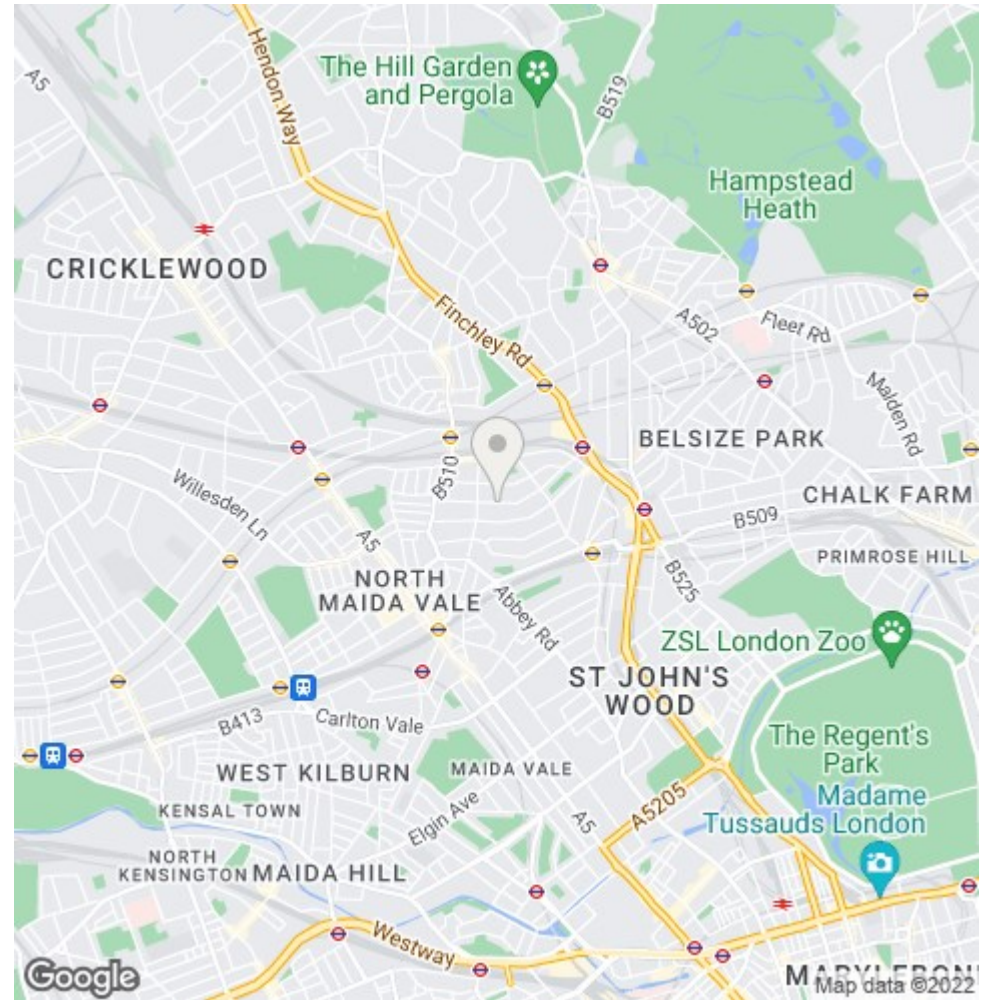 Hendon Way
A5
The Hill Garden
and Pergola
B519
Hampstead
Heath
CRICKLEWOOD
Finchley Rd
A502
Fleet Rd
Malden Rd
BELSIZE PARK
B510
Willesden Ln
A5
CHALK FARM
B509
PRIMROSE HILL
NORTH
MAIDA VALE
Abbey Rd
B525
ZSL London Zoo
ST JOHN'S
WOOD
B413
Carlton Vale
The Regent's
Park
WEST KILBURN
MAIDA VALE
Madame
Tussauds London
KENSAL TOWN
Elgin Ave
A5
A5205
NORTH
KENSINGTON
MAIDA HILL
Westway
Google
MARYLEBON
Map data ©2022